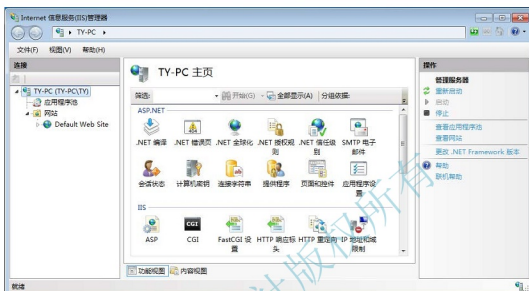 Internet 信息服务(IIS)管理器
TY-PC
文件(F) 视图(V) 帮助(H)
连接
TY-PC (TY-PC\TY)
应用程序池
网站
Default Web Site
TY-PC 主页
筛选: 开始(G) 全部显示(A) 分组依据:
ASP.NET
.NET 编译 .NET 错误页 .NET 全球化 .NET 授权规则 .NET 信任级别 SMTP 电子邮件
会话状态 计算机密钥 连接字符串 提供程序 页面和控件 应用程序设置
IIS
ASP CGI FastCGI 设置 HTTP 响应标头 HTTP 重定向 IP 地址和域限制
功能视图 内容视图
操作
管理服务器
重新启动
启动
停止
查看应用程序池
查看网站
更改 .NET Framework 版本
帮助
联机帮助
就绪
版权所有